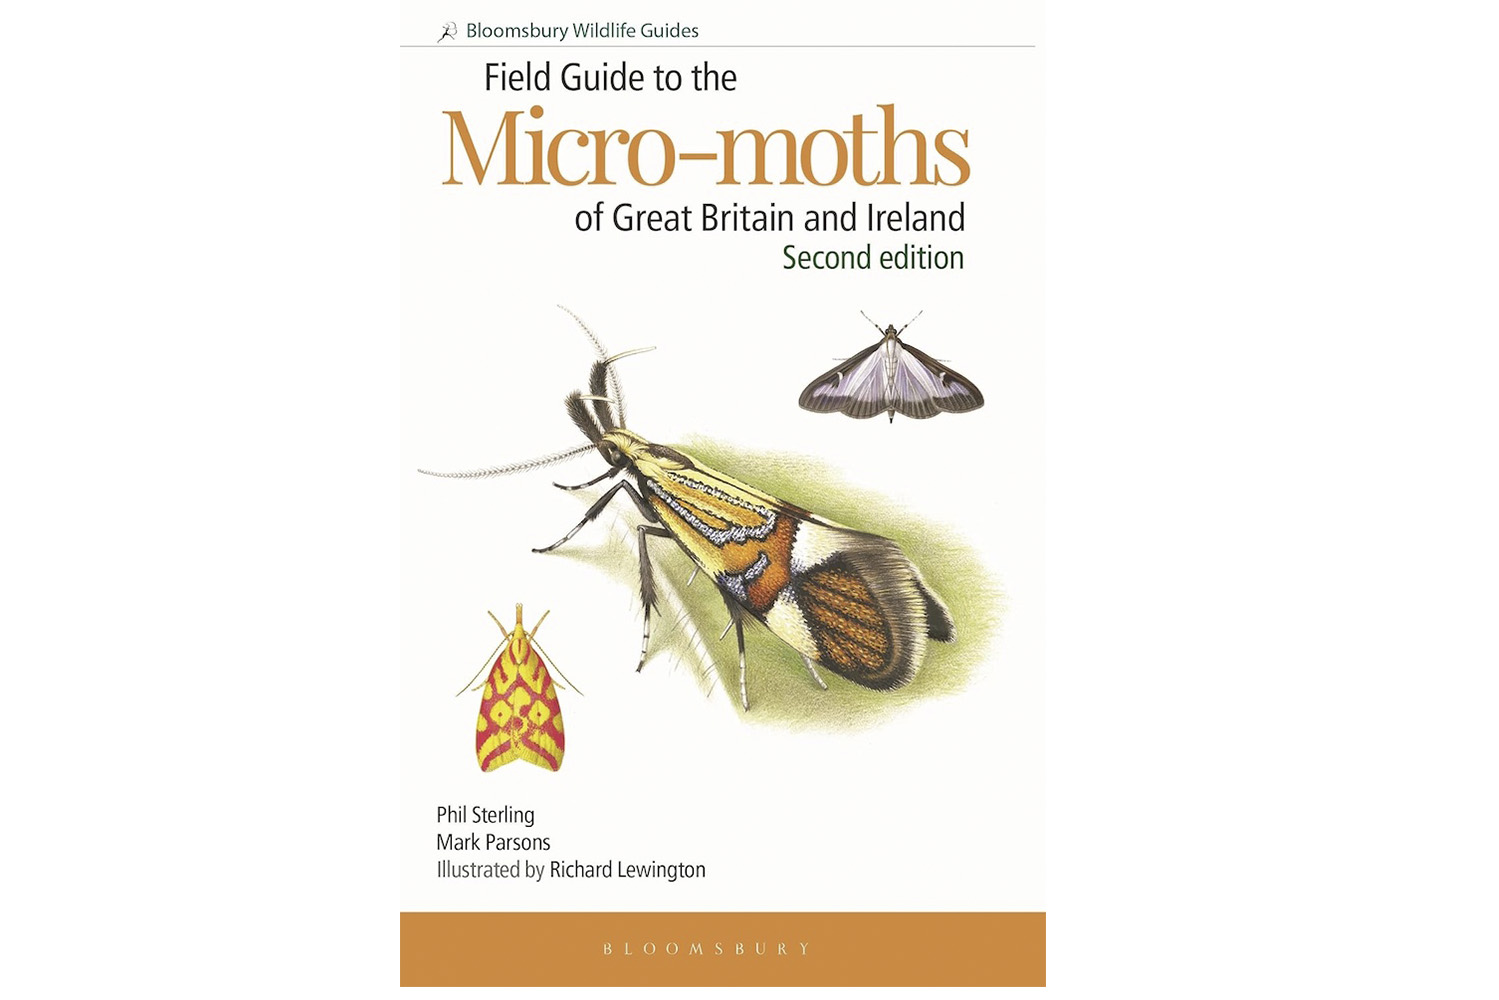 Bloomsbury Wildlife Guides
Field Guide to the
Micro-moths
of Great Britain and Ireland
Second edition
Phil Sterling
Mark Parsons
Illustrated by Richard Lewington
BLOOMSBURY